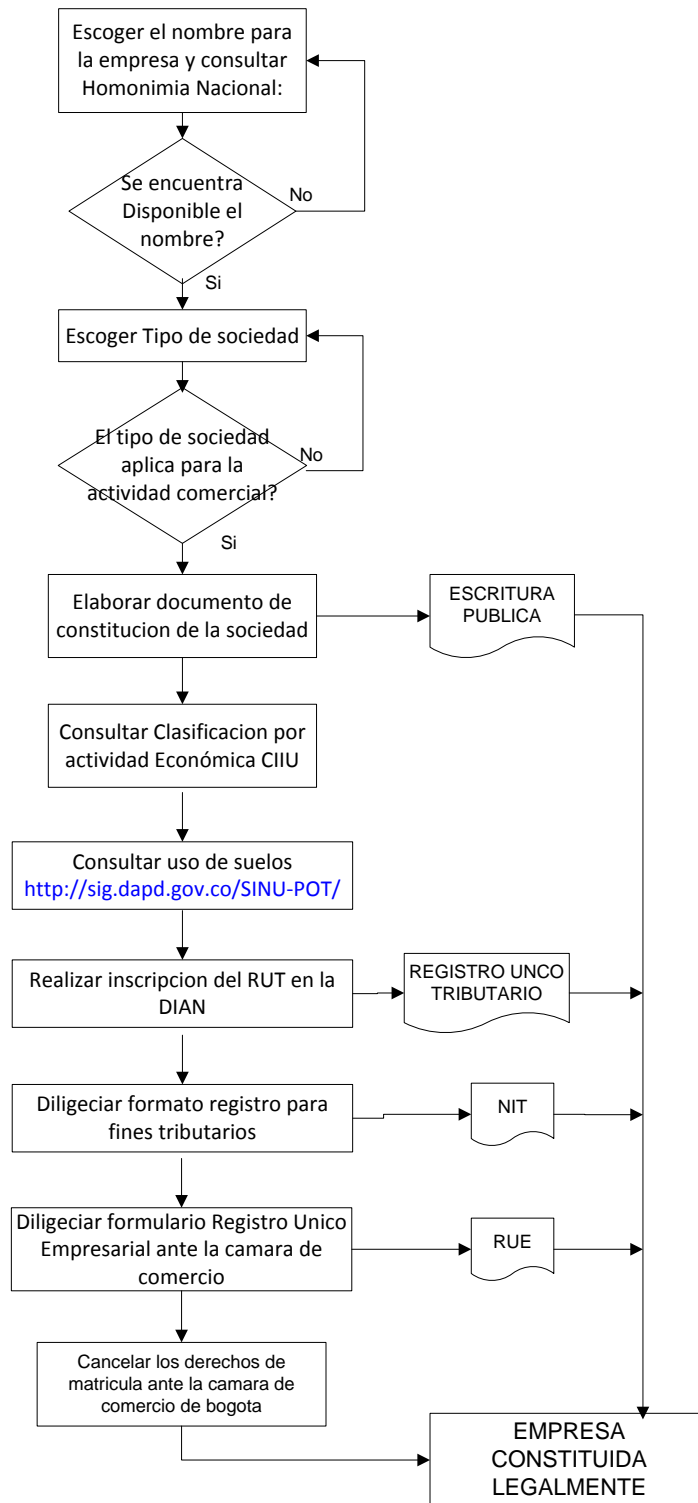 Escoger el nombre para
la empresa y consultar
Homonimia Nacional:
Se encuentra
Disponible el
nombre?
No
Si
Escoger Tipo de sociedad
El tipo de sociedad
aplica para la
actividad comercial?
No
Si
Elaborar documento de
constitucion de la sociedad
ESCRITURA
PUBLICA
Consultar Clasificacion por
actividad Económica CIIU
Consultar uso de suelos
http://sig.dapd.gov.co/SINU-POT/
Realizar inscripcion del RUT en la
DIAN
REGISTRO UNCO
TRIBUTARIO
Diligeciar formato registro para
fines tributarios
NIT
Diligeciar formulario Registro Unico
Empresarial ante la camara de
comercio
RUE
Cancelar los derechos de
matricula ante la camara de
comercio de bogota
EMPRESA
CONSTITUIDA
LEGALMENTE